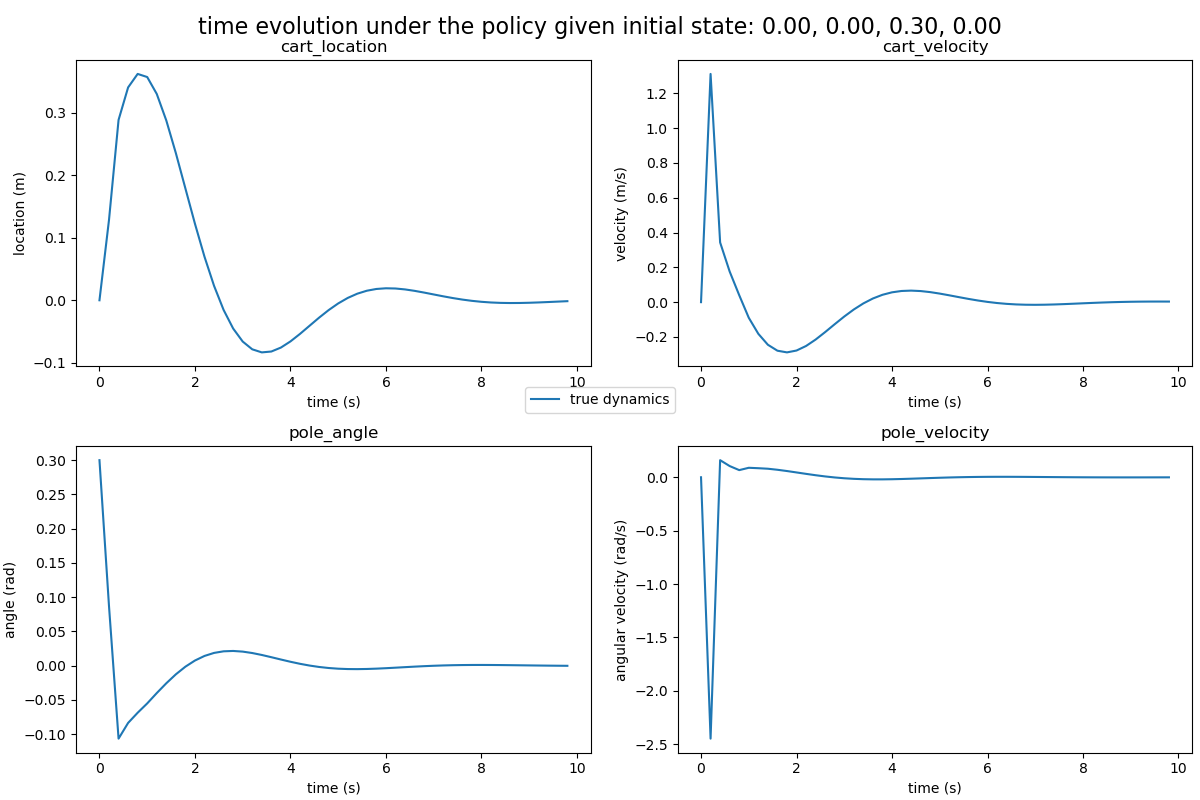 time evolution under the policy given initial state: 0.00, 0.00, 0.30, 0.00
cart_location
location (m)
0.3
0.2
0.1
0.0
−0.1
0 2 4 6 8 10
time (s)
cart_velocity
velocity (m/s)
1.2
1.0
0.8
0.6
0.4
0.2
0.0
−0.2
0 2 4 6 8 10
time (s)
true dynamics
pole_angle
angle (rad)
0.30
0.25
0.20
0.15
0.10
0.05
0.00
−0.05
−0.10
0 2 4 6 8 10
time (s)
pole_velocity
angular velocity (rad/s)
0.0
−0.5
−1.0
−1.5
−2.0
−2.5
0 2 4 6 8 10
time (s)